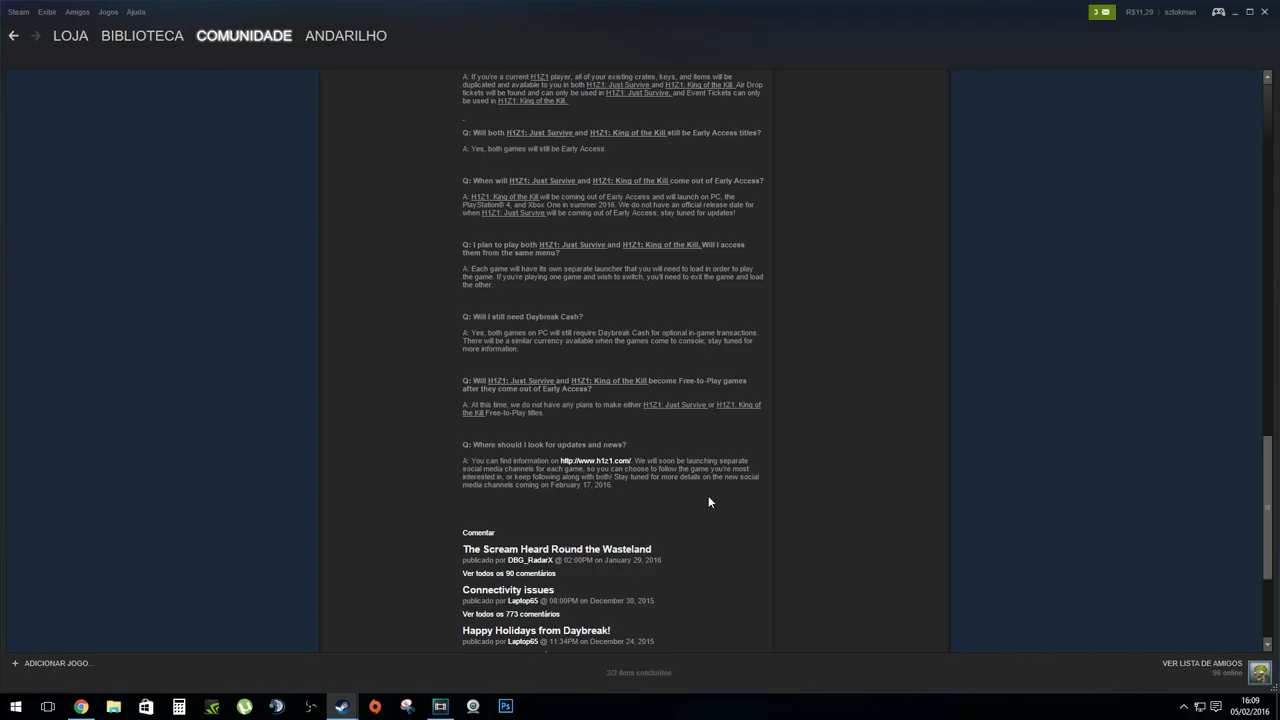 Steam Exibir Amigos Jogos Ajuda
3
R$11,29 sztokman
LOJA BIBLIOTECA COMUNIDADE ANDARILHO
A: If you're a current H1Z1 player, all of your existing crates, keys, and items will be
duplicated and available to you in both H1Z1: Just Survive and H1Z1: King of the Kill. Air Drop
tickets will be found and can only be used in H1Z1: Just Survive, and Event Tickets can only
be used in H1Z1: King of the Kill.
Q: Will both H1Z1: Just Survive and H1Z1: King of the Kill still be Early Access titles?
A: Yes, both games will still be Early Access.
Q: When will H1Z1: Just Survive and H1Z1: King of the Kill come out of Early Access?
A: H1Z1: King of the Kill will be coming out of Early Access and will launch on PC, the
PlayStation® 4, and Xbox One in summer 2016. We do not have an official release date for
when H1Z1: Just Survive will be coming out of Early Access; stay tuned for updates!
Q: I plan to play both H1Z1: Just Survive and H1Z1: King of the Kill. Will I access
them from the same menu?
A: Each game will have its own separate launcher that you will need to load in order to play
the game. If you're playing one game and wish to switch, you'll need to exit the game and load
the other.
Q: Will I still need Daybreak Cash?
A: Yes, both games on PC will still require Daybreak Cash for optional in-game transactions.
There will be a similar currency available when the games come to console; stay tuned for
more information.
Q: Will H1Z1: Just Survive and H1Z1: King of the Kill become Free-to-Play games
after they come out of Early Access?
A: At this time, we do not have any plans to make either H1Z1: Just Survive or H1Z1: King of
the Kill Free-to-Play titles.
Q: Where should I look for updates and news?
A: You can find information on http://www.h1z1.com/. We will soon be launching separate
social media channels for each game, so you can choose to follow the game you're most
interested in, or keep following along with both! Stay tuned for more details on the new social
media channels coming on February 17, 2016.
Comentar
The Scream Heard Round the Wasteland
publicado por DBG_RadarX @ 02:00PM on January 29, 2016
Ver todos os 90 comentários
Connectivity issues
publicado por Laptop65 @ 08:00PM on December 30, 2015
Ver todos os 773 comentários
Happy Holidays from Daybreak!
publicado por Laptop65 @ 11:34PM on December 24, 2015
+ ADICIONAR JOGO...
2/2 itens concluídos
VER LISTA DE AMIGOS
96 online
Ps
16:09
05/02/2016